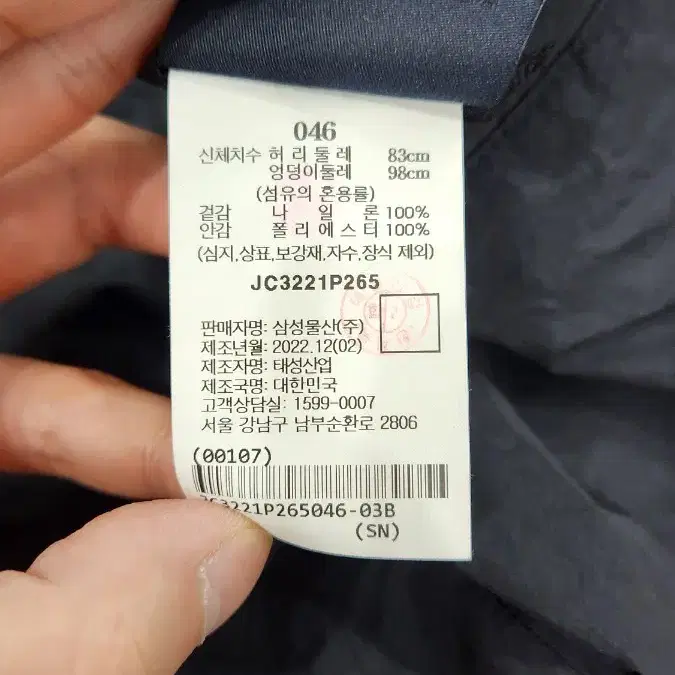 046
신체치수 허 리 둘 레 83cm
엉덩이둘레 98cm
(섬유의 혼용률)
겉감 나 일 론 100%
안감 폴 리 에 스 터 100%
(심지,상표,보강재,자수,장식 제외)
JC3221P265
판매자명: 삼성물산(주)
제조년월: 2022.12(02)
제조자명: 태성산업
제조국명: 대한민국
고객상담실: 1599-0007
서울 강남구 남부순환로 2806
(00107)
JC3221P265046-03B
(SN)